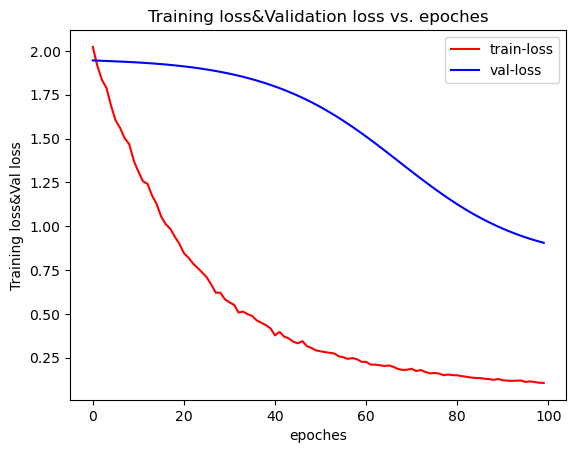 Training loss&Validation loss vs. epoches
train-loss
val-loss
Training loss&Val loss
2.00
1.75
1.50
1.25
1.00
0.75
0.50
0.25
0
20
40
60
80
100
epoches